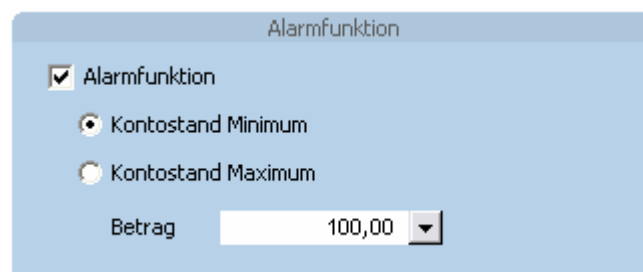 Alarmfunktion
Alarmfunktion
Kontostand Minimum
Kontostand Maximum
Betrag 100,00